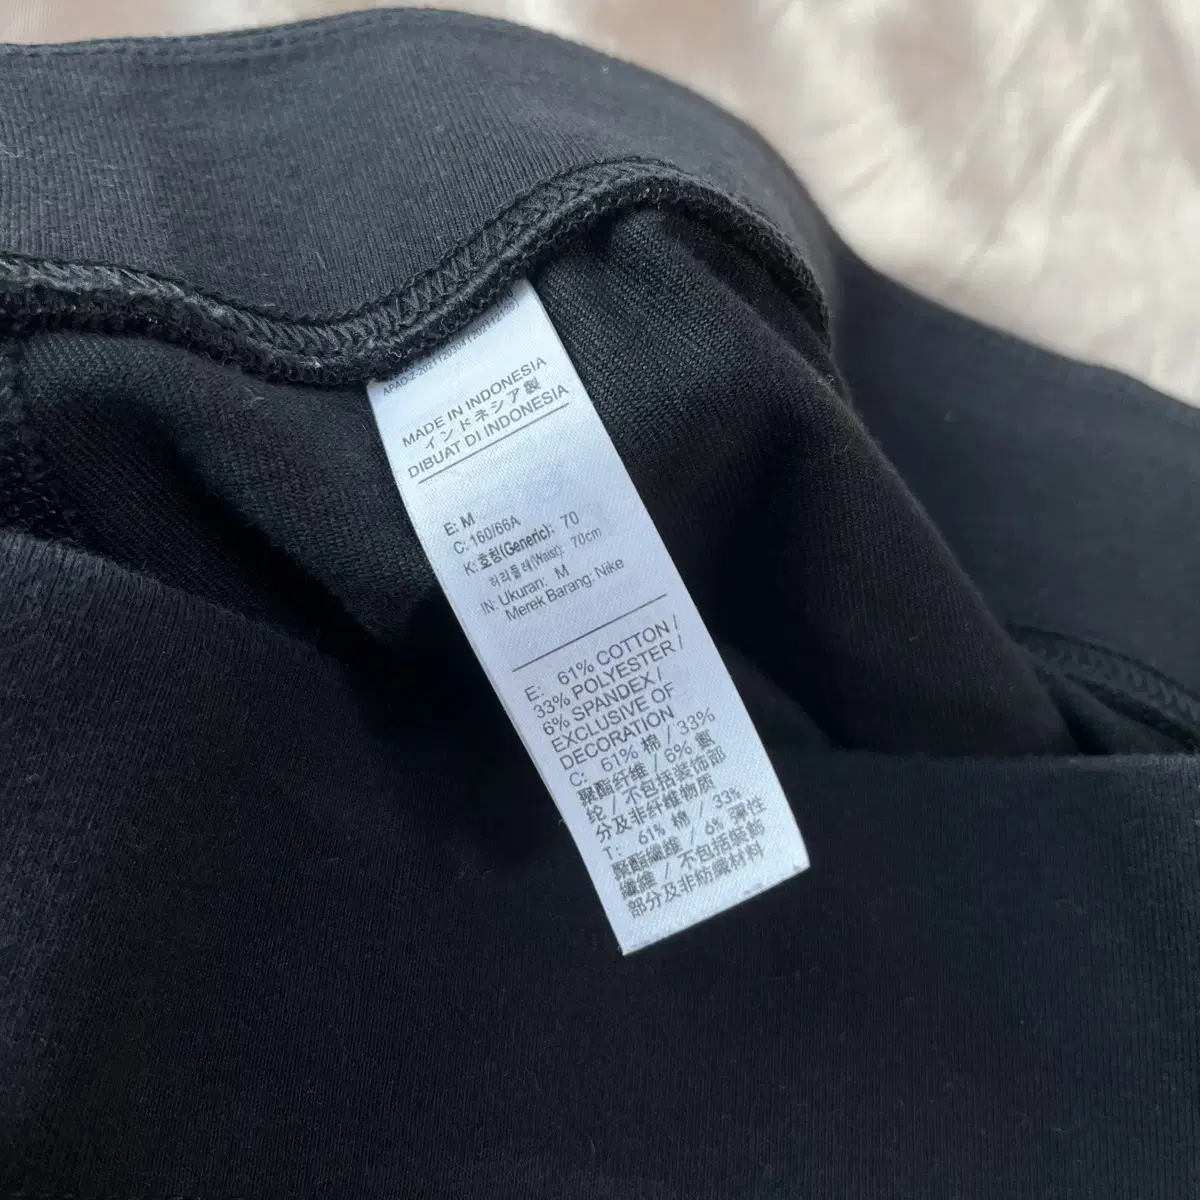 MADE IN INDONESIA
インドネシア製
DIBUAT DI INDONESIA
E: M
C: 160/66A
K: 호칭(Generic): 70
허리둘레(Waist): 70cm
IN: Ukuran: M
Merek Barang: Nike
E: 61% COTTON /
33% POLYESTER /
6% SPANDEX /
EXCLUSIVE OF
DECORATION
C: 61% 棉 / 33%
聚酯纤维 / 6% 氨
纶 / 不包括装饰部
分及非纤维物质
T: 61% 棉 / 33%
聚酯纖維 / 6% 彈性
纖維 / 不包括裝飾
部分及非紡織材料